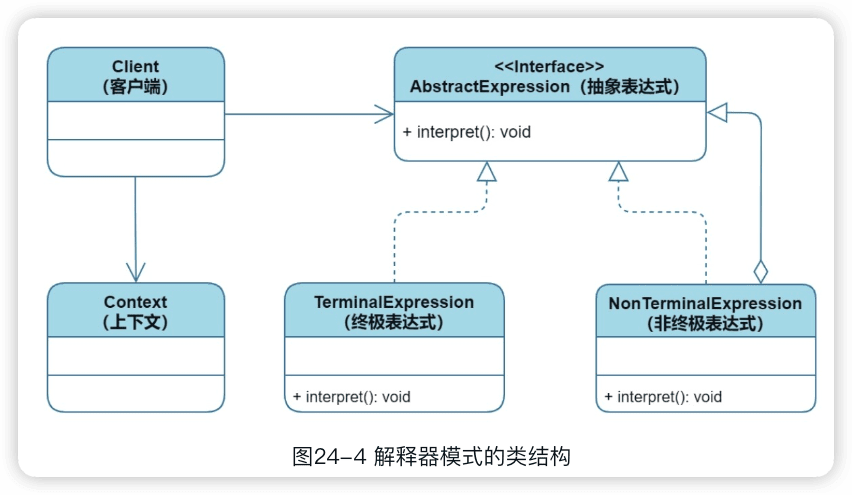 Client
（客户端）
<<Interface>>
AbstractExpression（抽象表达式）
+ interpret(): void
Context
（上下文）
TerminalExpression
（终极表达式）
+ interpret(): void
NonTerminalExpression
（非终极表达式）
+ interpret(): void
图24-4 解释器模式的类结构